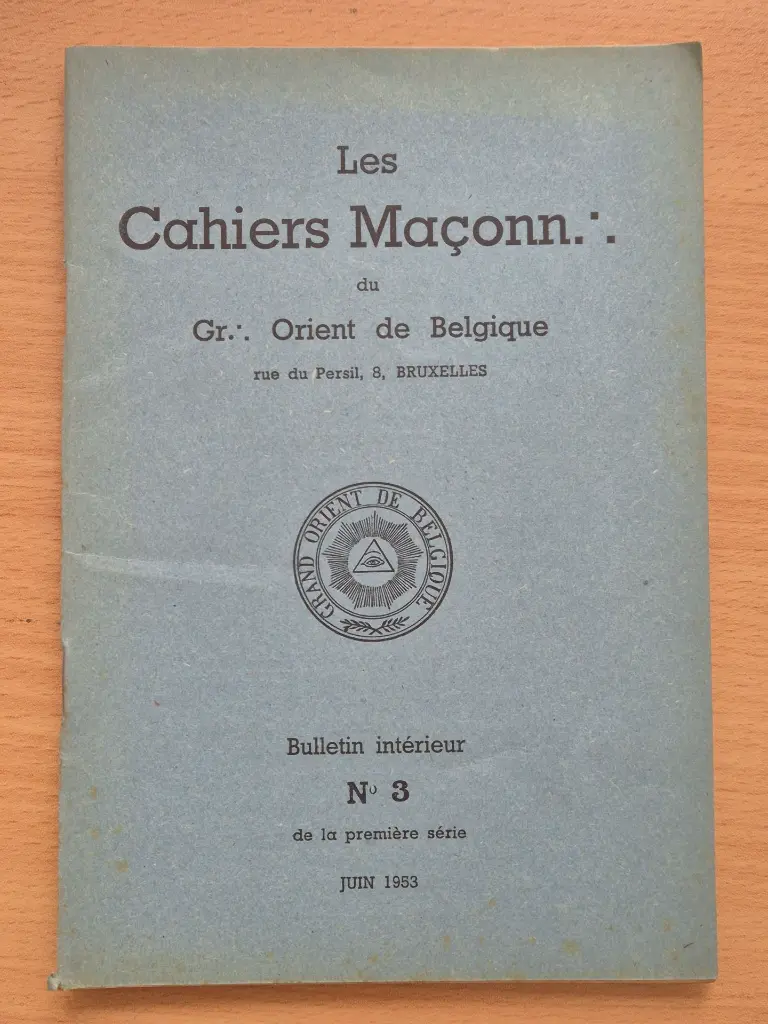 Les
Cahiers Maçonn∴
du
Gr∴ Orient de Belgique
rue du Persil, 8, BRUXELLES
GRAND ORIENT DE BELGIQUE
Bulletin intérieur
Nº 3
de la première série
JUIN 1953